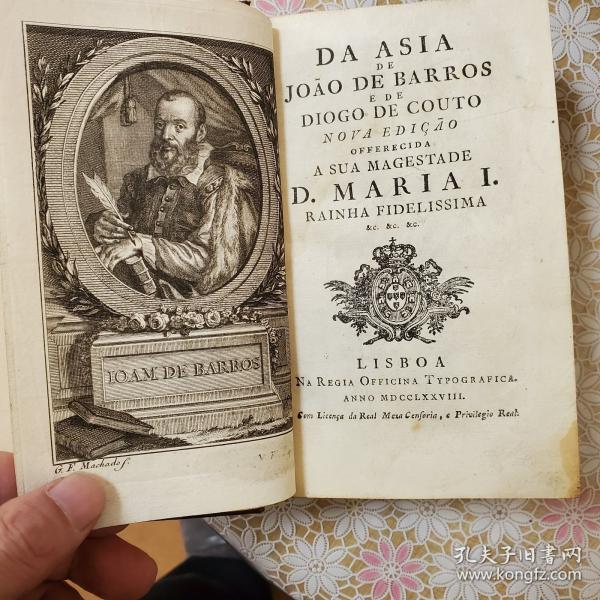 IOAM DE BARROS
G. F. Machado s.
DA ASIA
DE
JOÃO DE BARROS
E DE
DIOGO DE COUTO
NOVA EDIÇÃO
OFFERECIDA
A SUA MAGESTADE
D. MARIA I.
RAINHA FIDELISSIMA
&c. &c. &c.
LISBOA
NA REGIA OFFICINA TYPOGRAFICA.
ANNO MDCCLXXVIII.
Com Licença da Real Meza Censoria, e Privilegio Real.
孔夫子旧书网
www.kongfz.com